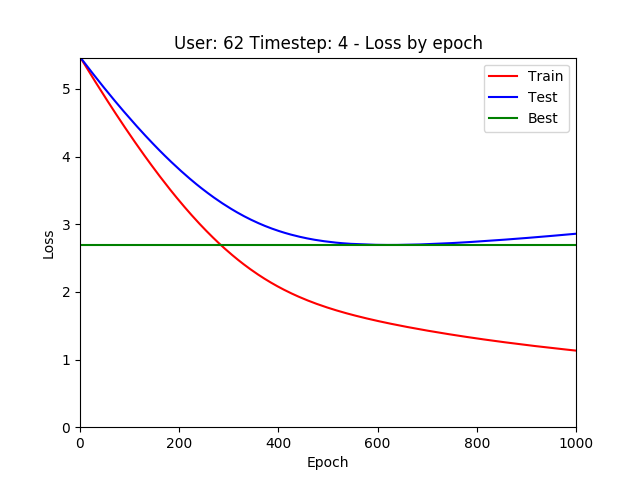 User: 62 Timestep: 4 - Loss by epoch
Train
Test
Best
Loss
5
4
3
2
1
0
0 200 400 600 800 1000
Epoch